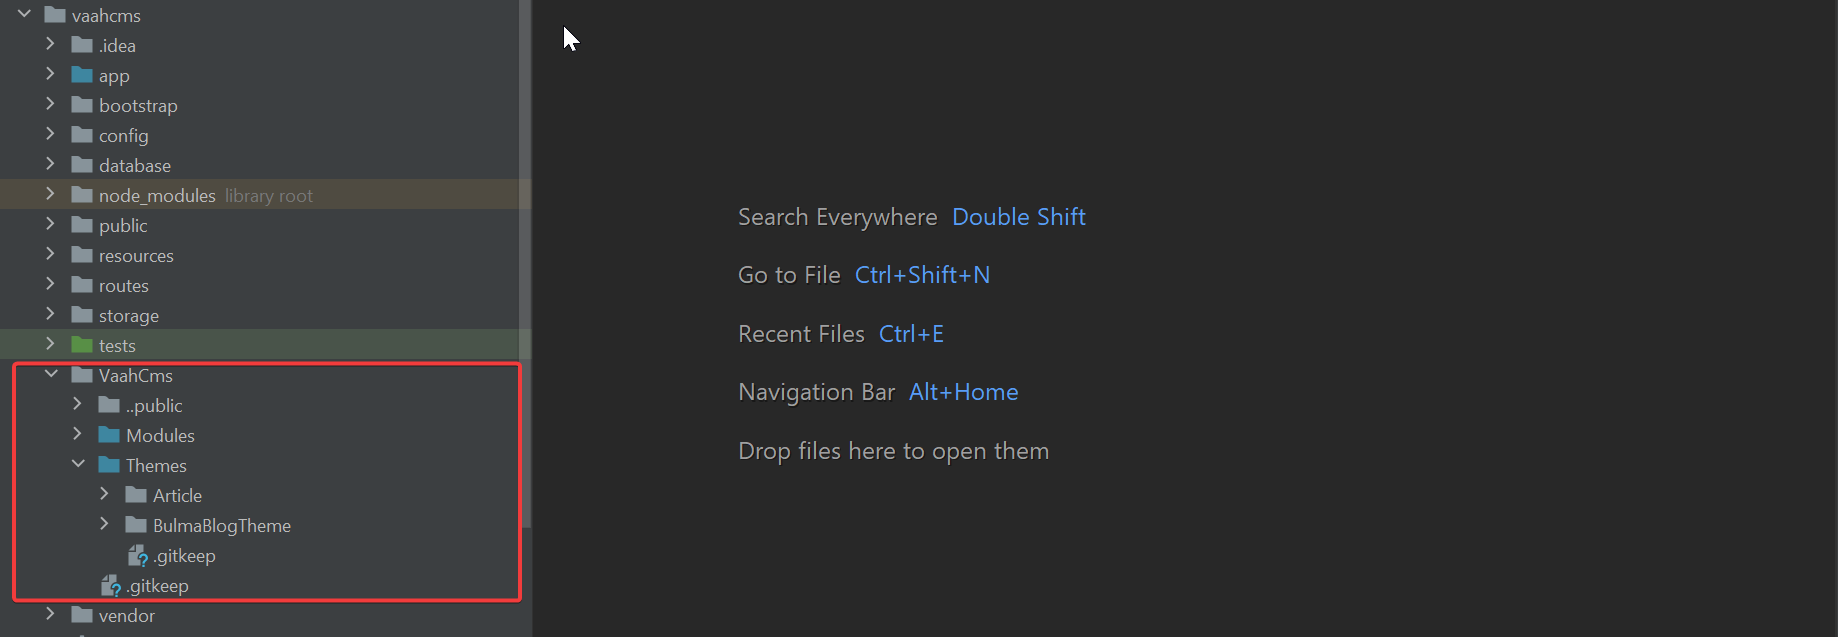 vaahcms
.idea
app
bootstrap
config
database
node_modules library root
public
resources
routes
storage
tests
VaahCms
..public
Modules
Themes
Article
BulmaBlogTheme
.gitkeep
.gitkeep
vendor
Search Everywhere Double Shift
Go to File Ctrl+Shift+N
Recent Files Ctrl+E
Navigation Bar Alt+Home
Drop files here to open them